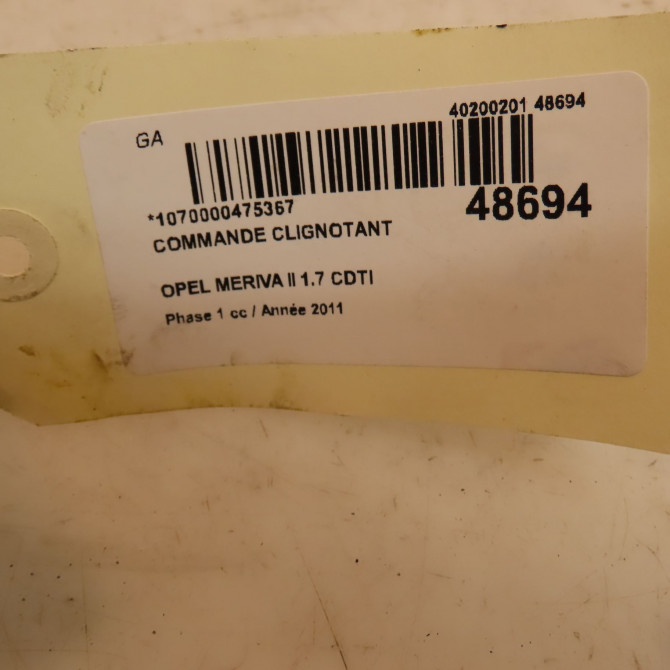 GA
40200201 48694
*1070000475367
48694
COMMANDE CLIGNOTANT
OPEL MERIVA II 1.7 CDTI
Phase 1 cc / Année 2011